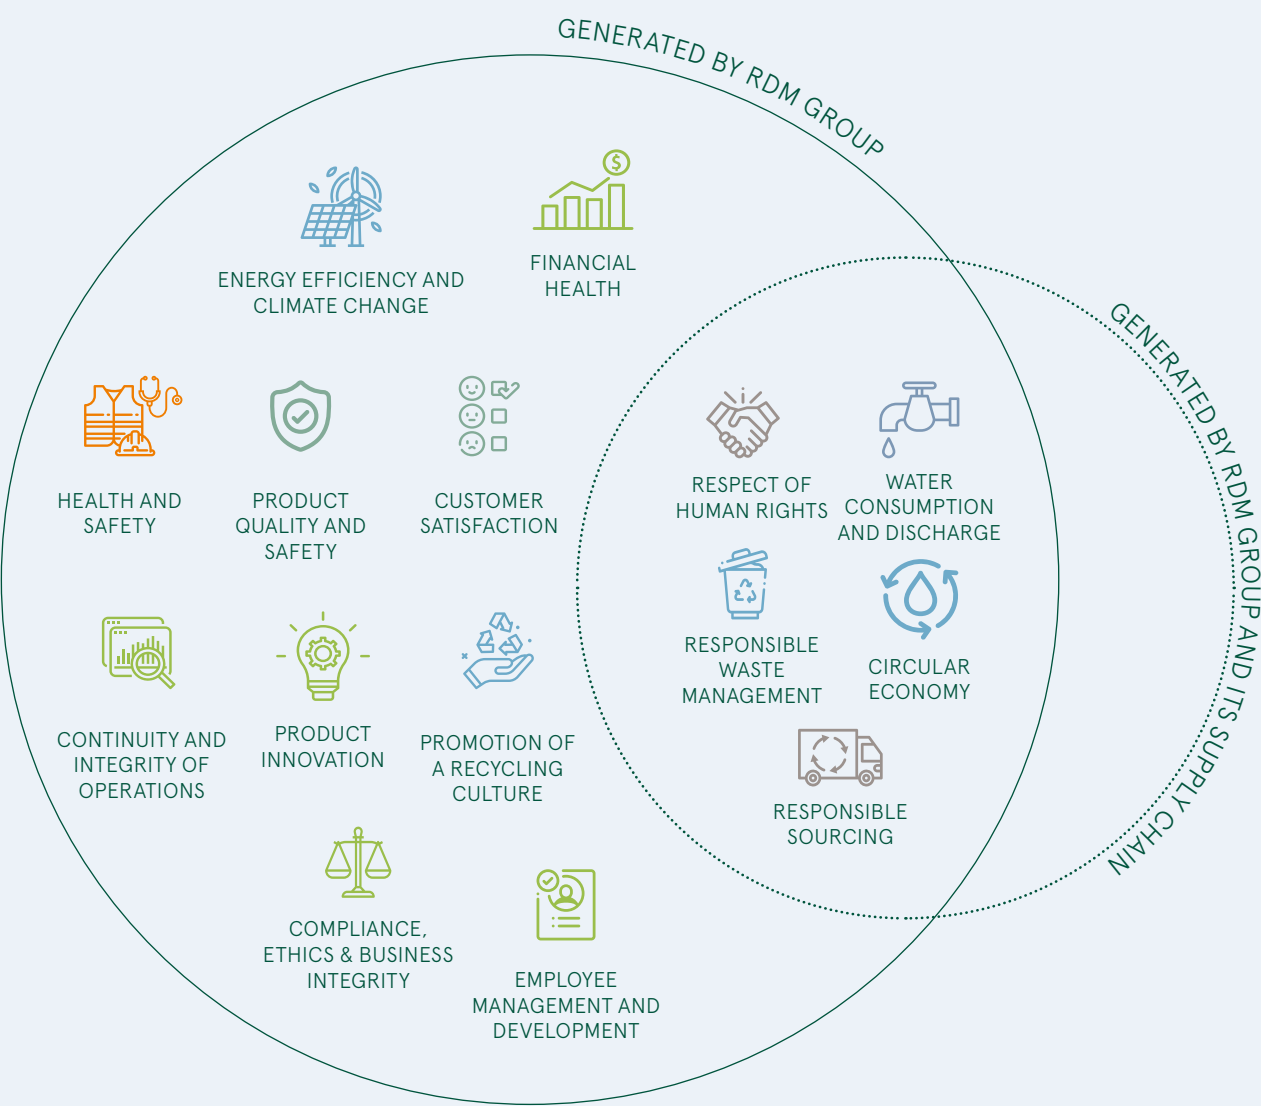 GENERATED BY RDM GROUP
ENERGY EFFICIENCY AND
CLIMATE CHANGE
FINANCIAL
HEALTH
HEALTH AND
SAFETY
PRODUCT
QUALITY AND
SAFETY
CUSTOMER
SATISFACTION
CONTINUITY AND
INTEGRITY OF
OPERATIONS
PRODUCT
INNOVATION
PROMOTION OF
A RECYCLING
CULTURE
COMPLIANCE,
ETHICS & BUSINESS
INTEGRITY
EMPLOYEE
MANAGEMENT AND
DEVELOPMENT
GENERATED BY RDM GROUP AND ITS SUPPLY CHAIN
RESPECT OF
HUMAN RIGHTS
WATER
CONSUMPTION
AND DISCHARGE
RESPONSIBLE
WASTE
MANAGEMENT
CIRCULAR
ECONOMY
RESPONSIBLE
SOURCING